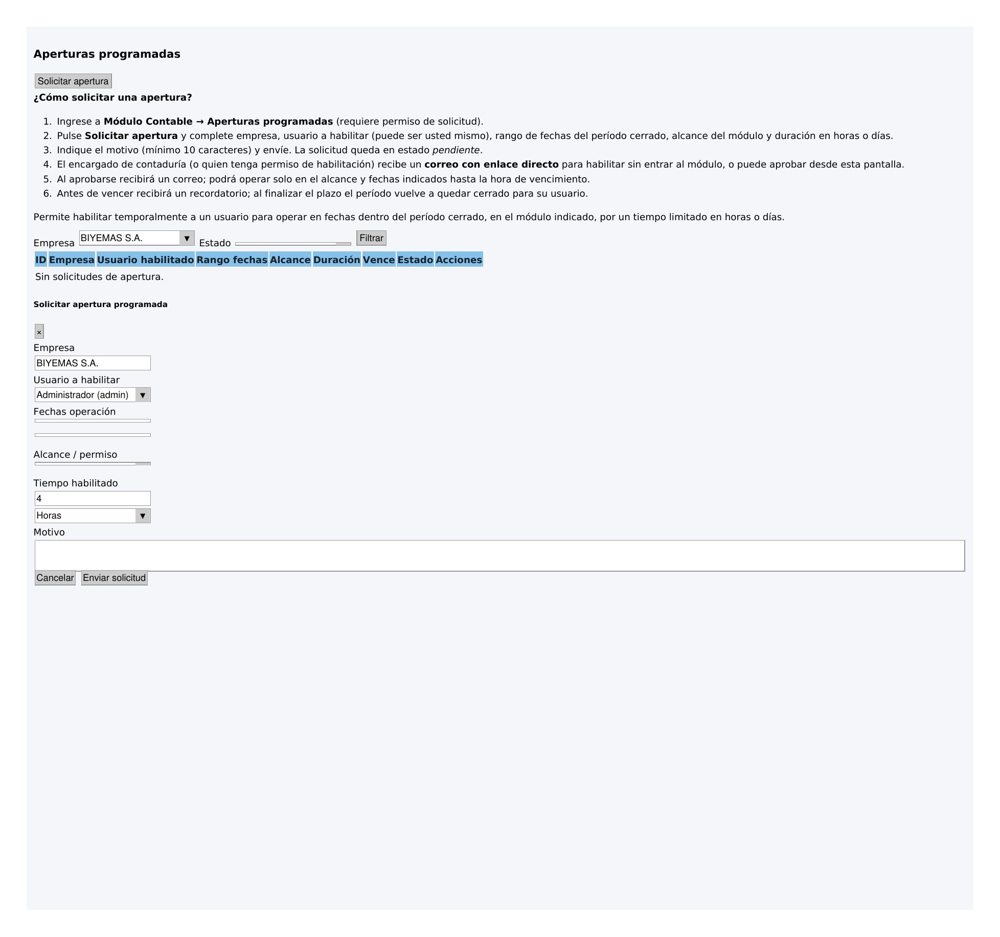 Aperturas programadas
Solicitar apertura
¿Cómo solicitar una apertura?
1. Ingrese a Módulo Contable → Aperturas programadas (requiere permiso de solicitud).
2. Pulse Solicitar apertura y complete empresa, usuario a habilitar (puede ser usted mismo), rango de fechas del período cerrado, alcance del módulo y duración en horas o días.
3. Indique el motivo (mínimo 10 caracteres) y envíe. La solicitud queda en estado pendiente.
4. El encargado de contaduría (o quien tenga permiso de habilitación) recibe un correo con enlace directo para habilitar sin entrar al módulo, o puede aprobar desde esta pantalla.
5. Al aprobarse recibirá un correo; podrá operar solo en el alcance y fechas indicados hasta la hora de vencimiento.
6. Antes de vencer recibirá un recordatorio; al finalizar el plazo el período vuelve a quedar cerrado para su usuario.
Permite habilitar temporalmente a un usuario para operar en fechas dentro del período cerrado, en el módulo indicado, por un tiempo limitado en horas o días.
Empresa BIYEMAS S.A. ▼ Estado Filtrar
ID Empresa Usuario habilitado Rango fechas Alcance Duración Vence Estado Acciones
Sin solicitudes de apertura.
Solicitar apertura programada
×
Empresa
BIYEMAS S.A.
Usuario a habilitar
Administrador (admin) ▼
Fechas operación
Alcance / permiso
Tiempo habilitado
4
Horas ▼
Motivo
Cancelar Enviar solicitud